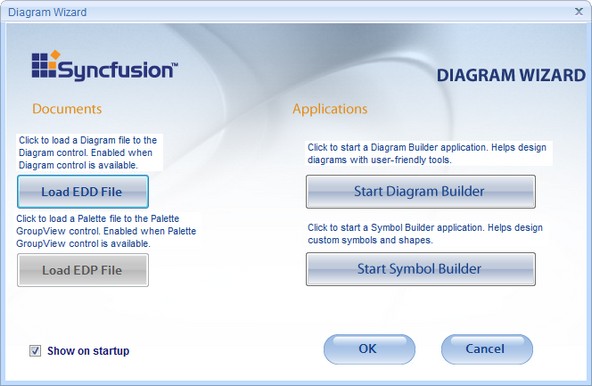 Diagram Wizard
Syncfusion™
DIAGRAM WIZARD
Documents
Click to load a Diagram file to the
Diagram control. Enabled when
Diagram control is available.
Load EDD File
Click to load a Palette file to the Palette
GroupView control. Enabled when Palette
GroupView control is available.
Load EDP File
Applications
Click to start a Diagram Builder application. Helps design
diagrams with user-friendly tools.
Start Diagram Builder
Click to start a Symbol Builder application. Helps design
custom symbols and shapes.
Start Symbol Builder
Show on startup
OK
Cancel